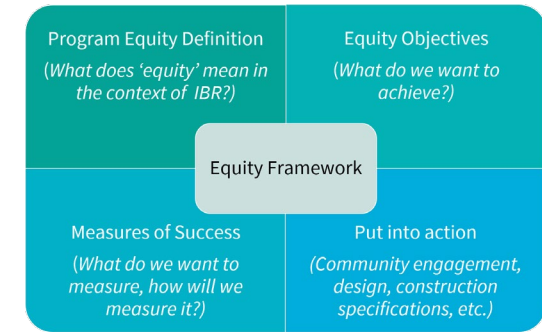 Program Equity Definition
(What does ‘equity’ mean in
the context of IBR?)
Equity Objectives
(What do we want to
achieve?)
Equity Framework
Measures of Success
(What do we want to
measure, how will we
measure it?)
Put into action
(Community engagement,
design, construction
specifications, etc.)